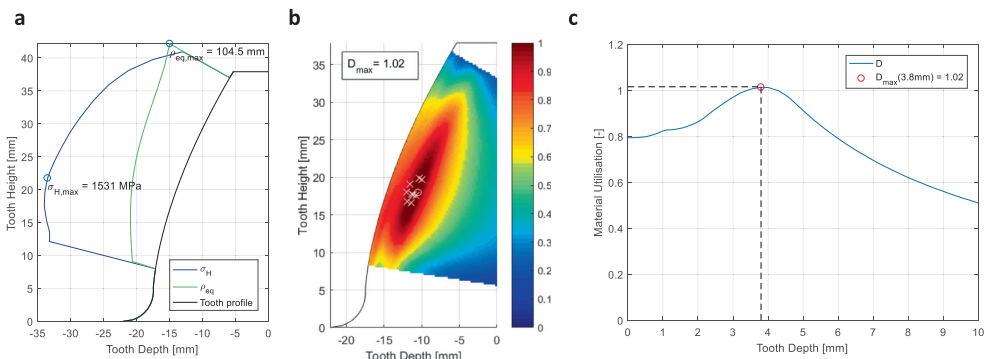 a
Tooth Height [mm]
40
35
30
25
20
15
10
5
0
ρeq,max = 104.5 mm
σH,max = 1531 MPa
σH
ρeq
Tooth profile
-35 -30 -25 -20 -15 -10 -5 0
Tooth Depth [mm]
b
Tooth Height [mm]
35
30
25
20
15
10
5
0
Dmax = 1.02
-20 -15 -10 -5 0
Tooth Depth [mm]
1
0.9
0.8
0.7
0.6
0.5
0.4
0.3
0.2
0.1
0
c
Material Utilisation [-]
1.2
1
0.8
0.6
0.4
0.2
0
D
Dmax(3.8mm) = 1.02
0 1 2 3 4 5 6 7 8 9 10
Tooth Depth [mm]